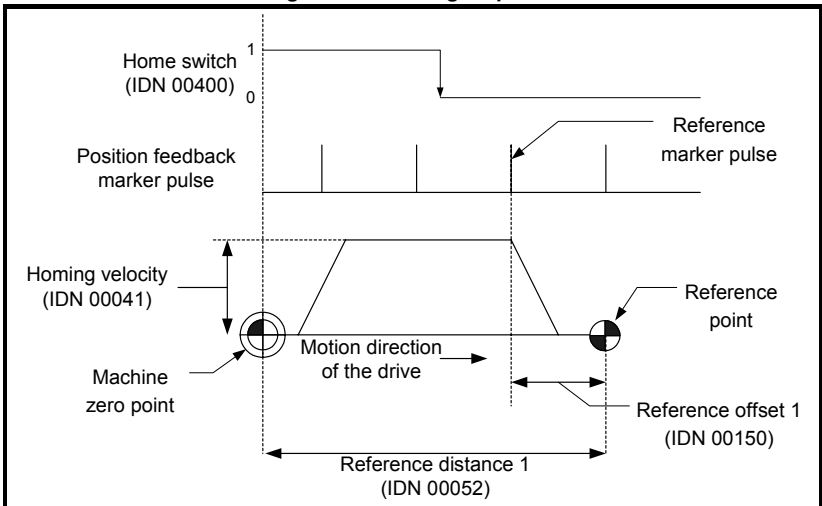 Home switch
(IDN 00400)
1
0
Reference
marker pulse
Position feedback
marker pulse
Homing velocity
(IDN 00041)
Reference
point
Motion direction
of the drive
Machine
zero point
Reference offset 1
(IDN 00150)
Reference distance 1
(IDN 00052)